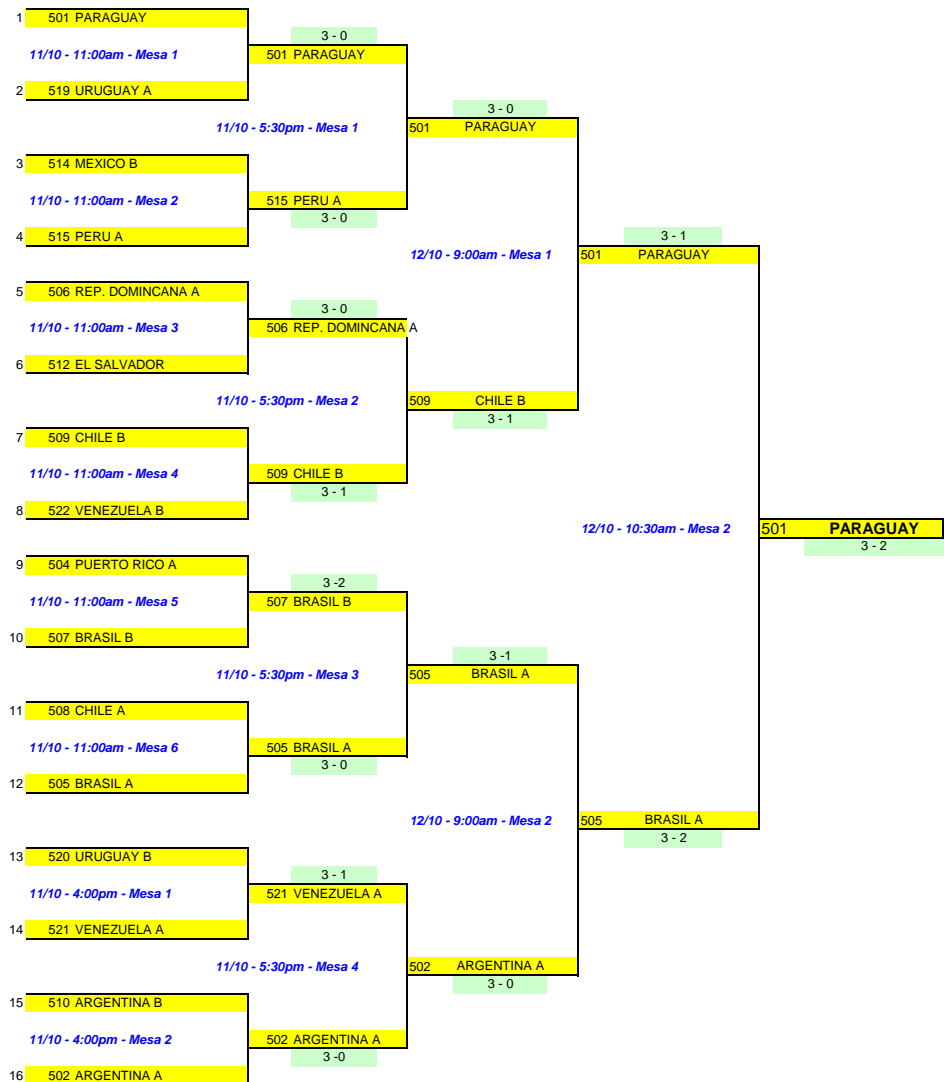 1 501 PARAGUAY
3 - 0
11/10 - 11:00am - Mesa 1
501 PARAGUAY
2 519 URUGUAY A
3 - 0
11/10 - 5:30pm - Mesa 1
501 PARAGUAY
3 514 MEXICO B
11/10 - 11:00am - Mesa 2
515 PERU A
3 - 0
4 515 PERU A
3 - 1
12/10 - 9:00am - Mesa 1
501 PARAGUAY
5 506 REP. DOMINCANA A
3 - 0
11/10 - 11:00am - Mesa 3
506 REP. DOMINCANA A
6 512 EL SALVADOR
11/10 - 5:30pm - Mesa 2
509 CHILE B
3 - 1
7 509 CHILE B
11/10 - 11:00am - Mesa 4
509 CHILE B
3 - 1
8 522 VENEZUELA B
12/10 - 10:30am - Mesa 2
501 PARAGUAY
3 - 2
9 504 PUERTO RICO A
3 -2
11/10 - 11:00am - Mesa 5
507 BRASIL B
10 507 BRASIL B
3 -1
11/10 - 5:30pm - Mesa 3
505 BRASIL A
11 508 CHILE A
11/10 - 11:00am - Mesa 6
505 BRASIL A
3 - 0
12 505 BRASIL A
12/10 - 9:00am - Mesa 2
505 BRASIL A
3 - 2
13 520 URUGUAY B
3 - 1
11/10 - 4:00pm - Mesa 1
521 VENEZUELA A
14 521 VENEZUELA A
11/10 - 5:30pm - Mesa 4
502 ARGENTINA A
3 - 0
15 510 ARGENTINA B
11/10 - 4:00pm - Mesa 2
502 ARGENTINA A
3 -0
16 502 ARGENTINA A